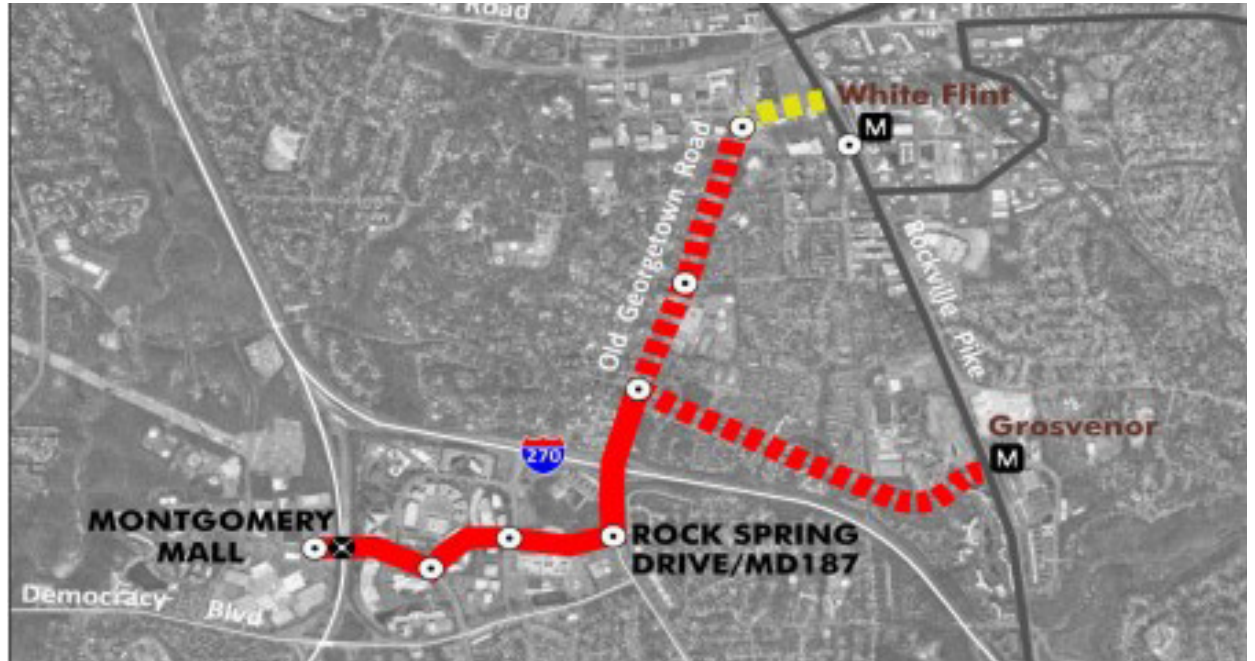 Road
White Flint
M
Old Georgetown Road
Rockville Pike
Grosvenor
M
270
MONTGOMERY
MALL
ROCK SPRING
DRIVE/MD187
Democracy Blvd